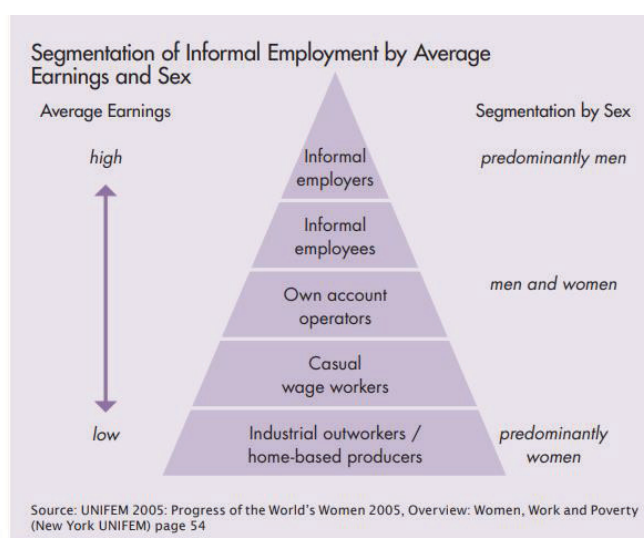 Segmentation of Informal Employment by Average
Earnings and Sex
Average Earnings
Segmentation by Sex
high
Informal
employers
predominantly men
Informal
employees
Own account
operators
men and women
Casual
wage workers
low
Industrial outworkers /
home-based producers
predominantly
women
Source: UNIFEM 2005: Progress of the World's Women 2005, Overview: Women, Work and Poverty
(New York UNIFEM) page 54